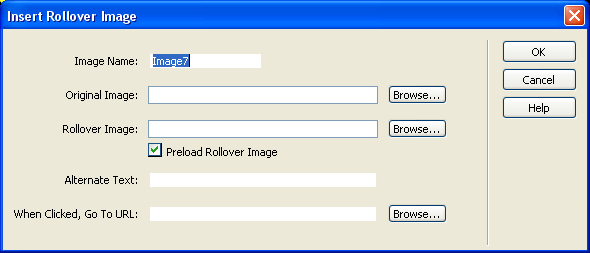 Insert Rollover Image
Image Name: Image7
OK
Original Image: Browse...
Cancel
Rollover Image: Browse...
Help
Preload Rollover Image
Alternate Text:
When Clicked, Go To URL: Browse...